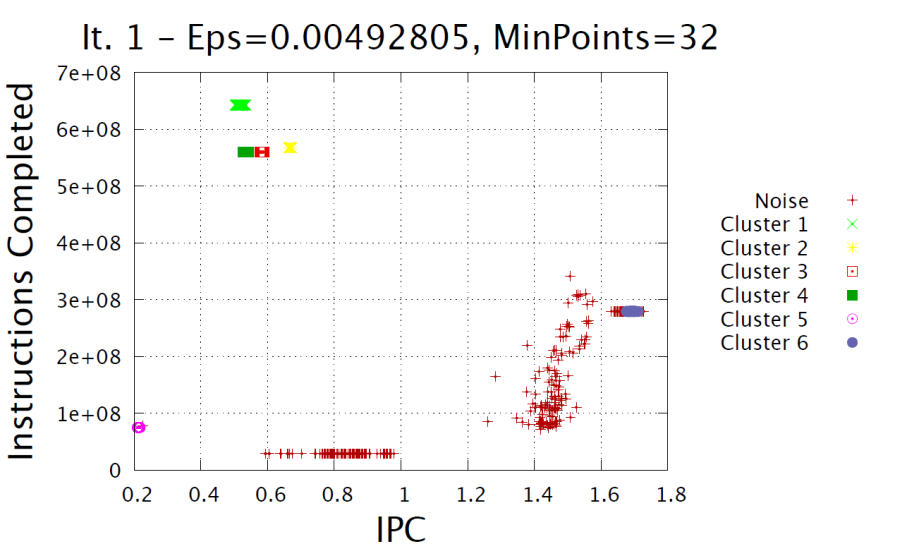 It. 1 – Eps=0.00492805, MinPoints=32
Instructions Completed
7e+08
6e+08
5e+08
4e+08
3e+08
2e+08
1e+08
0
0.2 0.4 0.6 0.8 1 1.2 1.4 1.6 1.8
IPC
Noise
Cluster 1
Cluster 2
Cluster 3
Cluster 4
Cluster 5
Cluster 6